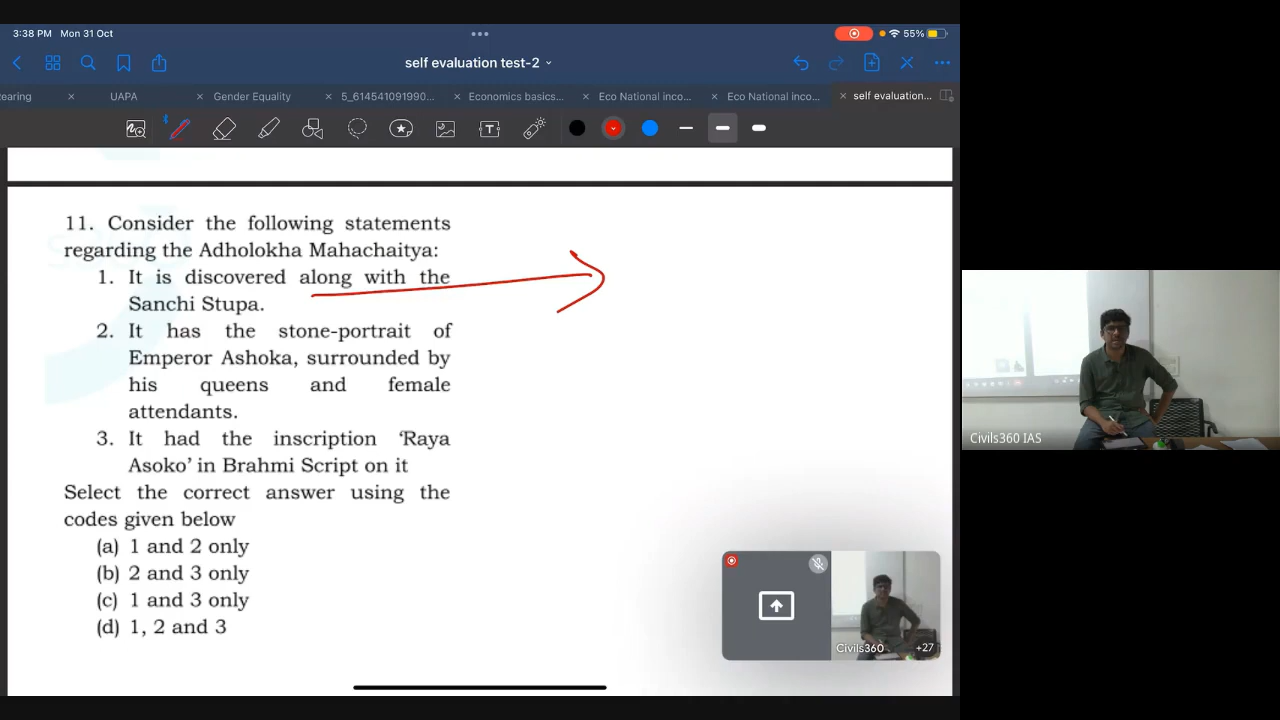 3:38 PM Mon 31 Oct
55%
self evaluation test-2
earing
UAPA
Gender Equality
5_614541091990...
Economics basics...
Eco National inco...
Eco National inco...
self evaluation...
11. Consider the following statements
regarding the Adholokha Mahachaitya:
1. It is discovered along with the
Sanchi Stupa.
2. It has the stone-portrait of
Emperor Ashoka, surrounded by
his queens and female
attendants.
3. It had the inscription ‘Raya
Asoko’ in Brahmi Script on it
Select the correct answer using the
codes given below
(a) 1 and 2 only
(b) 2 and 3 only
(c) 1 and 3 only
(d) 1, 2 and 3
Civils360
+27
Civils360 IAS